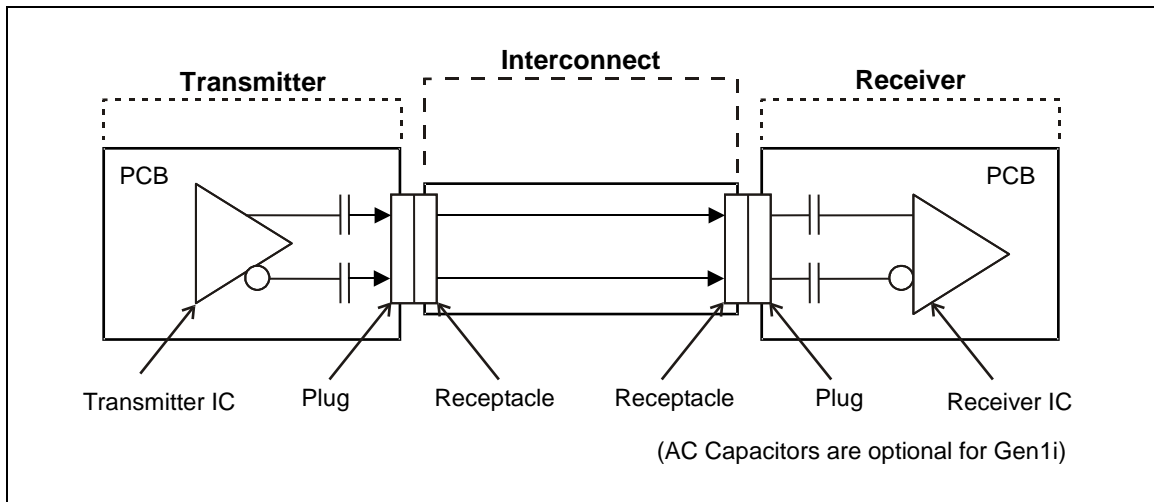 Interconnect
Transmitter
Receiver
PCB
PCB
Transmitter IC
Plug
Receptacle
Receptacle
Plug
Receiver IC
(AC Capacitors are optional for Gen1i)